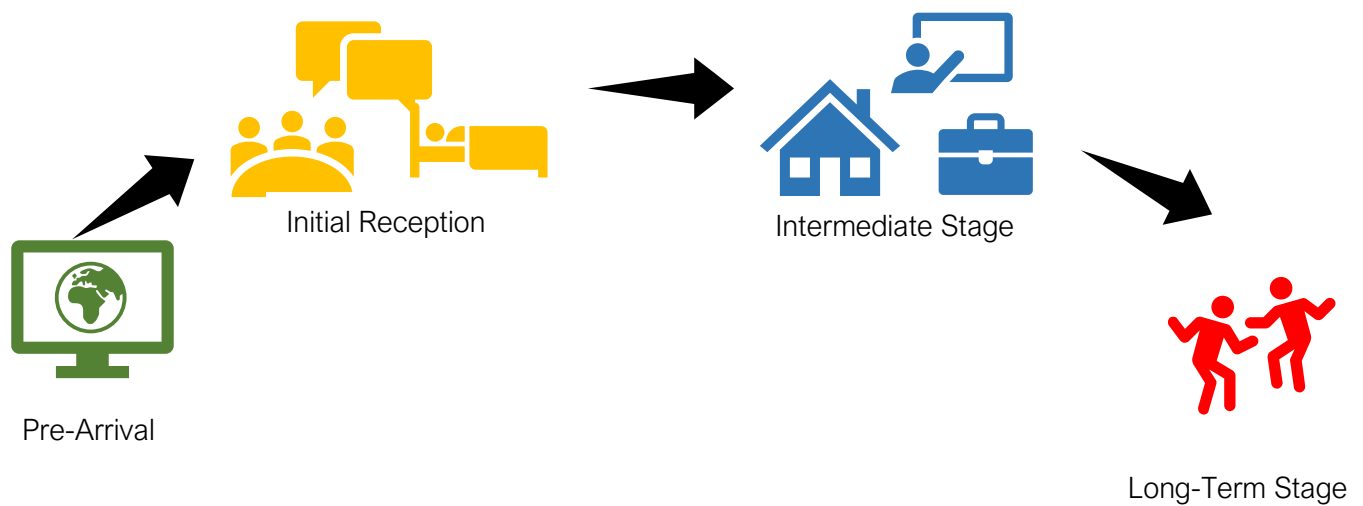 Initial Reception
Intermediate Stage
Pre-Arrival
Long-Term Stage